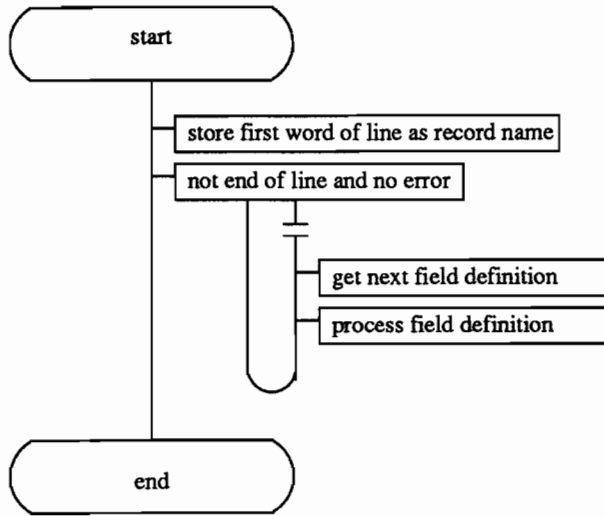 start
store first word of line as record name
not end of line and no error
get next field definition
process field definition
end